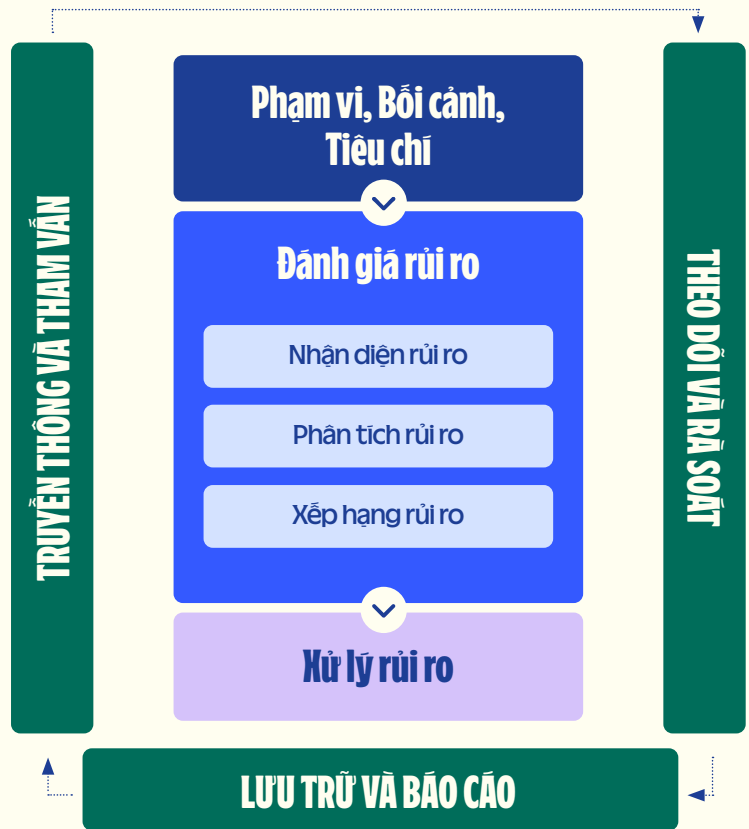 Phạm vi, Bối cảnh,
Tiêu chí
TRUYỀN THÔNG VÀ THAM VẤN
Đánh giá rủi ro
Nhận diện rủi ro
Phân tích rủi ro
Xếp hạng rủi ro
THEO DÕI VÀ RÀ SOÁT
Xử lý rủi ro
LƯU TRỮ VÀ BÁO CÁO